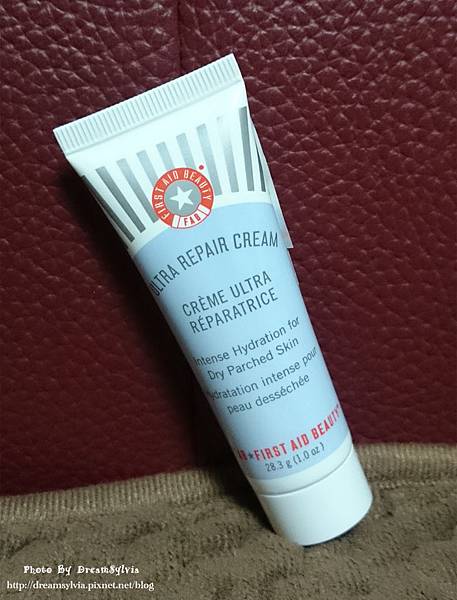 FIRST AID BEAUTY
FAB
ULTRA REPAIR CREAM
CRÈME ULTRA
RÉPARATRICE
Intense Hydration for
Dry Parched Skin
Hydratation intense pour
peau desséchée
FAB★FIRST AID BEAUTY
28.3 g (1.0 oz)
Photo By DreamSylvia
http://dreamsylvia.pixnet.net/blog